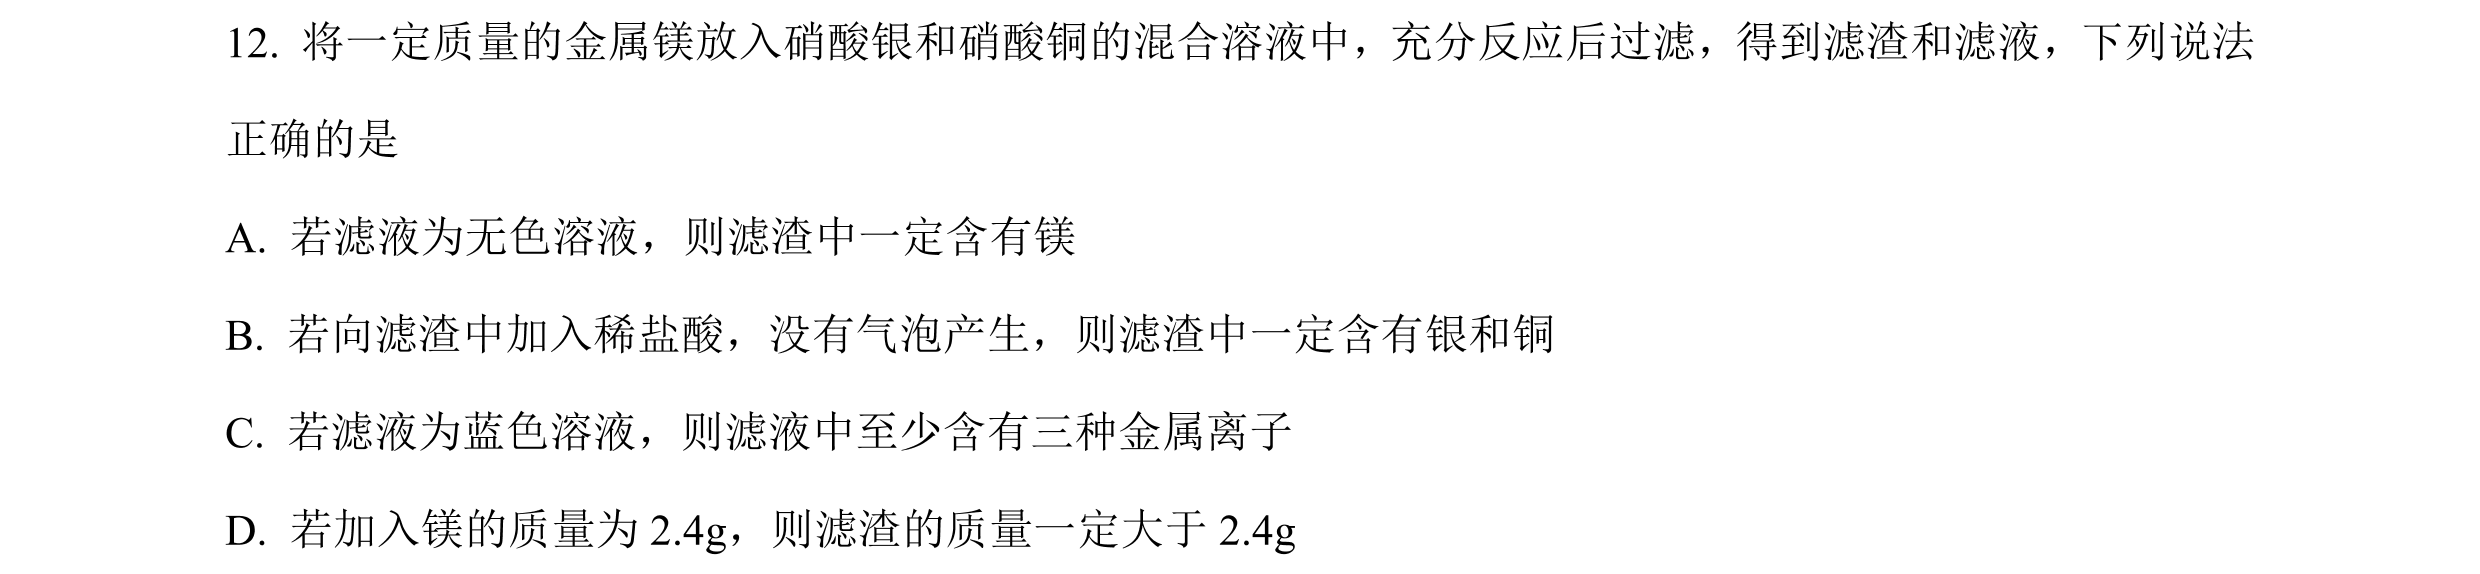 12. 将一定质量的金属镁放入硝酸银和硝酸铜的混合溶液中，充分反应后过滤，得到滤渣和滤液，下列说法
正确的是
A. 若滤液为无色溶液，则滤渣中一定含有镁
B. 若向滤渣中加入稀盐酸，没有气泡产生，则滤渣中一定含有银和铜
C. 若滤液为蓝色溶液，则滤液中至少含有三种金属离子
D. 若加入镁的质量为 2.4g，则滤渣的质量一定大于 2.4g